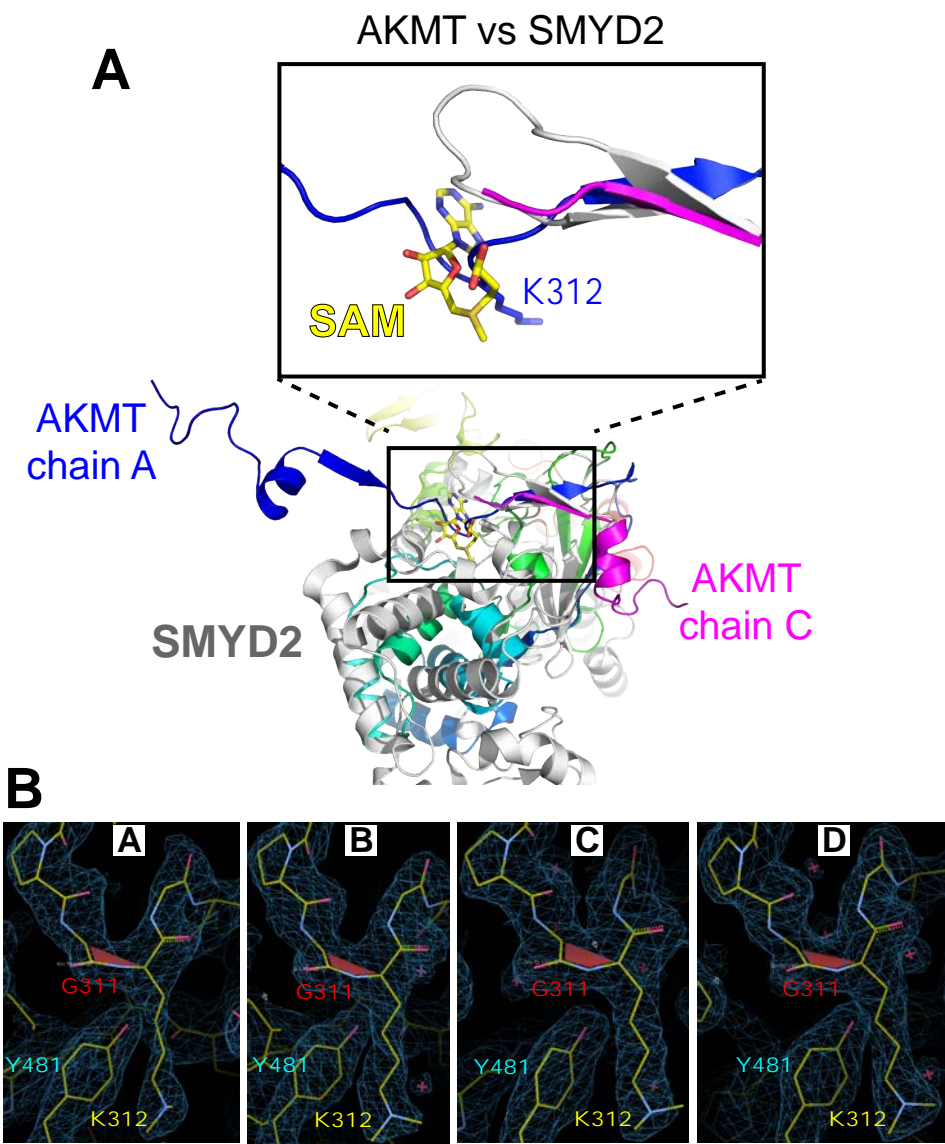 AKMT vs SMYD2
A
K312
SAM
AKMT
chain A
AKMT
chain C
SMYD2
B
A
B
C
D
G311
G311
G311
G311
Y481
Y481
Y481
Y481
K312
K312
K312
K312